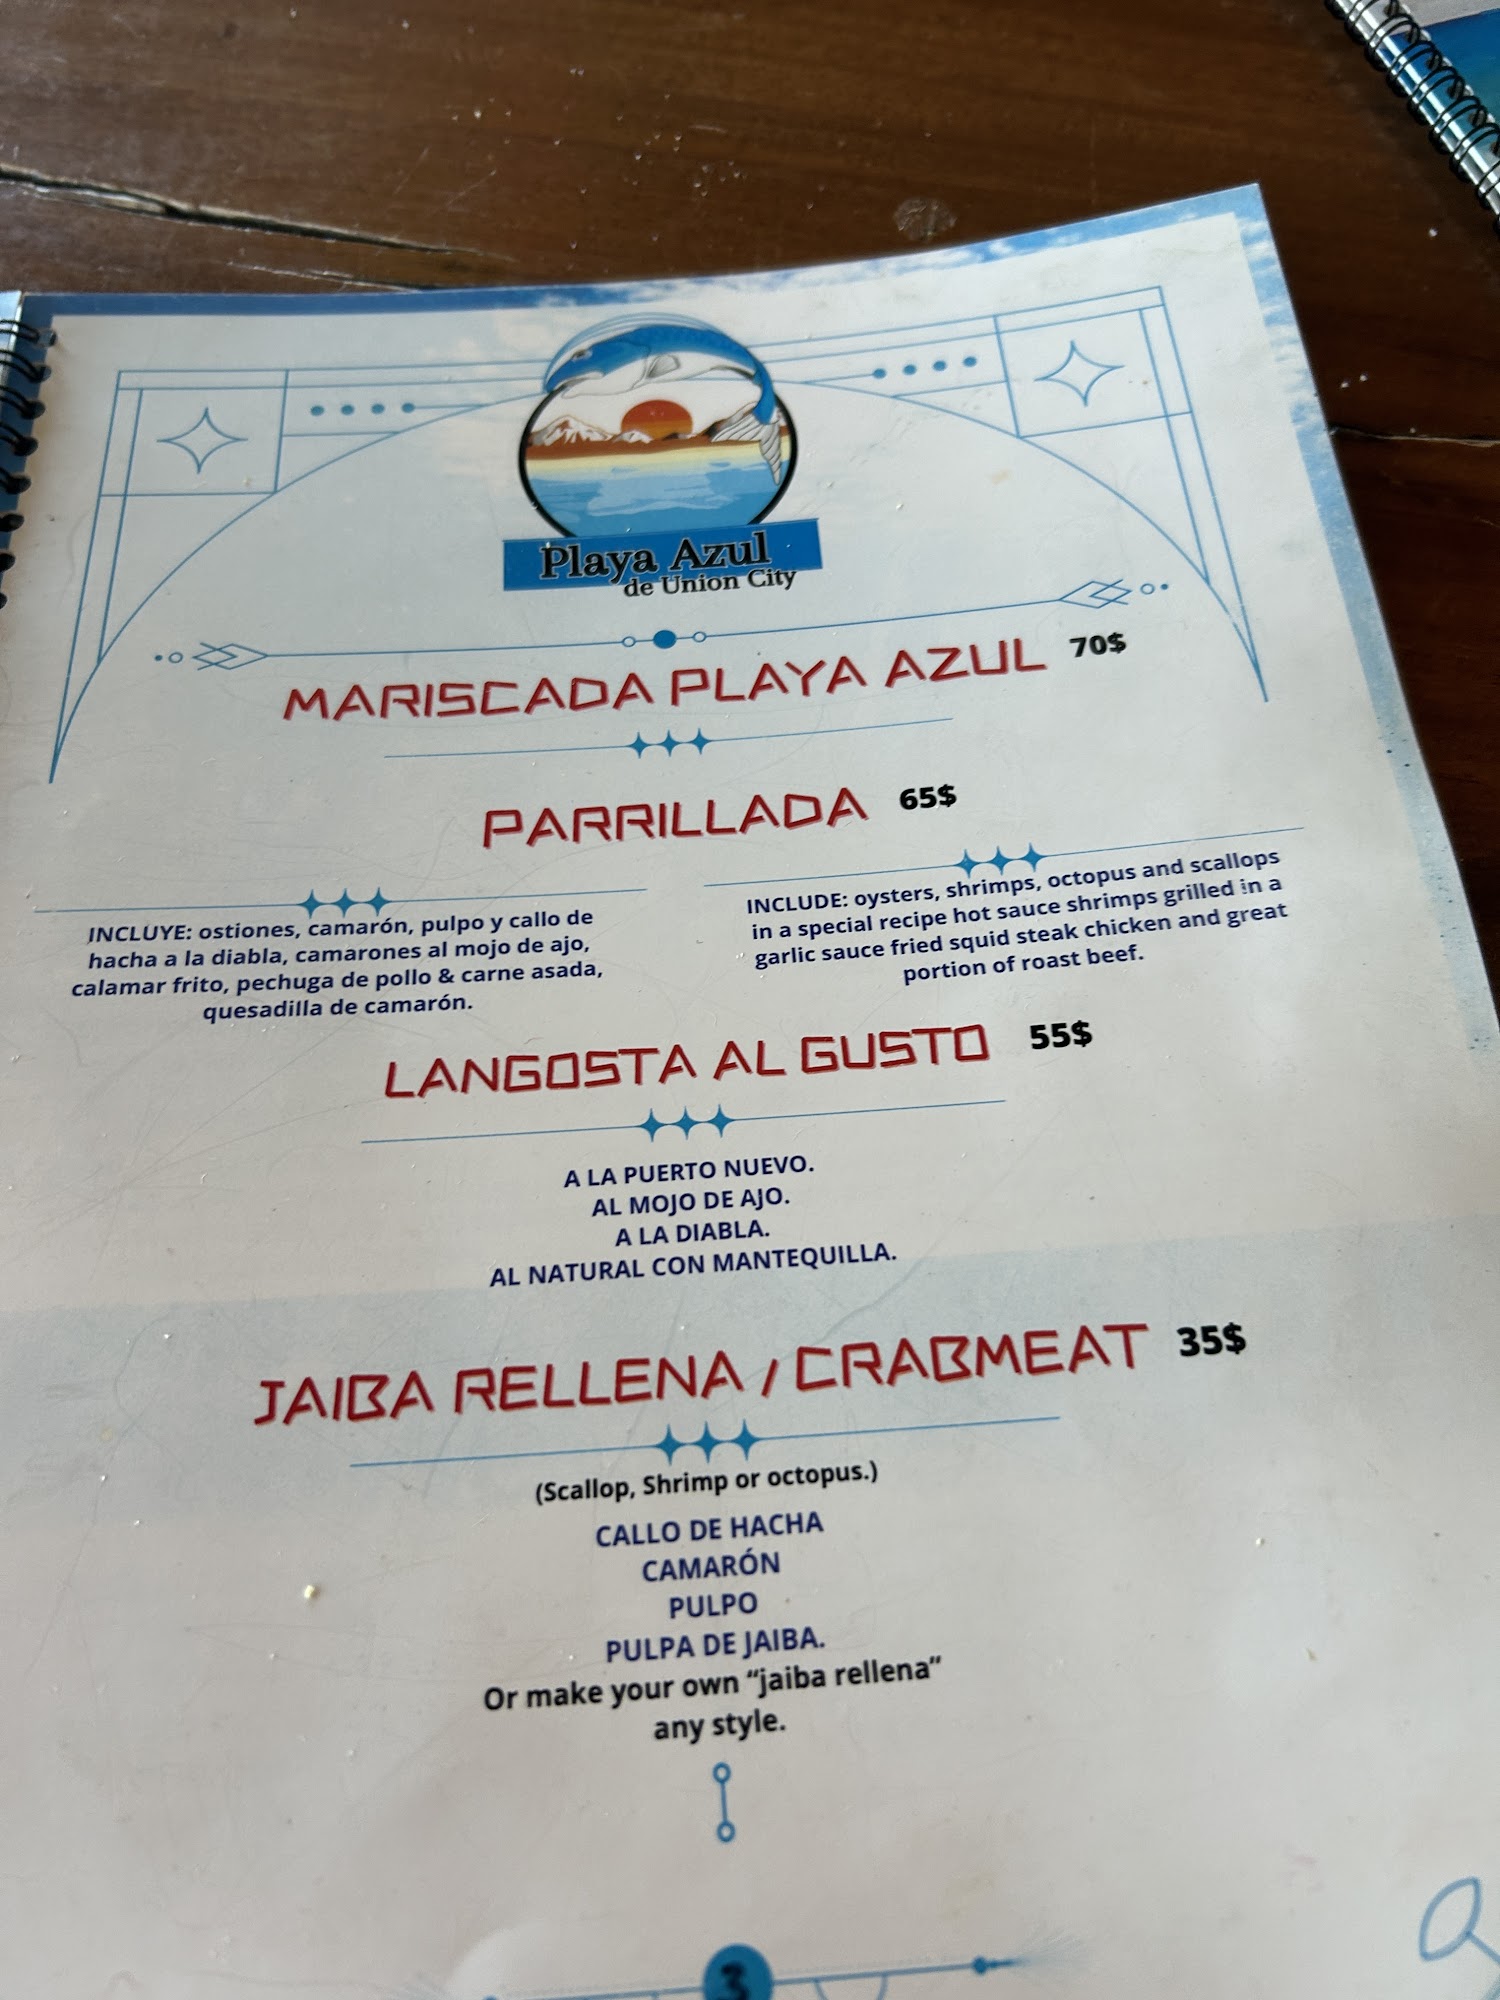 Playa Azul
de Union City
MARISCADA PLAYA AZUL 70$
PARRILLADA 65$
INCLUYE: ostiones, camarón, pulpo y callo de
hacha a la diabla, camarones al mojo de ajo,
calamar frito, pechuga de pollo & carne asada,
quesadilla de camarón.
INCLUDE: oysters, shrimps, octopus and scallops
in a special recipe hot sauce shrimps grilled in a
garlic sauce fried squid steak chicken and great
portion of roast beef.
LANGOSTA AL GUSTO 55$
A LA PUERTO NUEVO.
AL MOJO DE AJO.
A LA DIABLA.
AL NATURAL CON MANTEQUILLA.
JAIBA RELLENA / CRABMEAT 35$
(Scallop, Shrimp or octopus.)
CALLO DE HACHA
CAMARÓN
PULPO
PULPA DE JAIBA.
Or make your own “jaiba rellena”
any style.
3